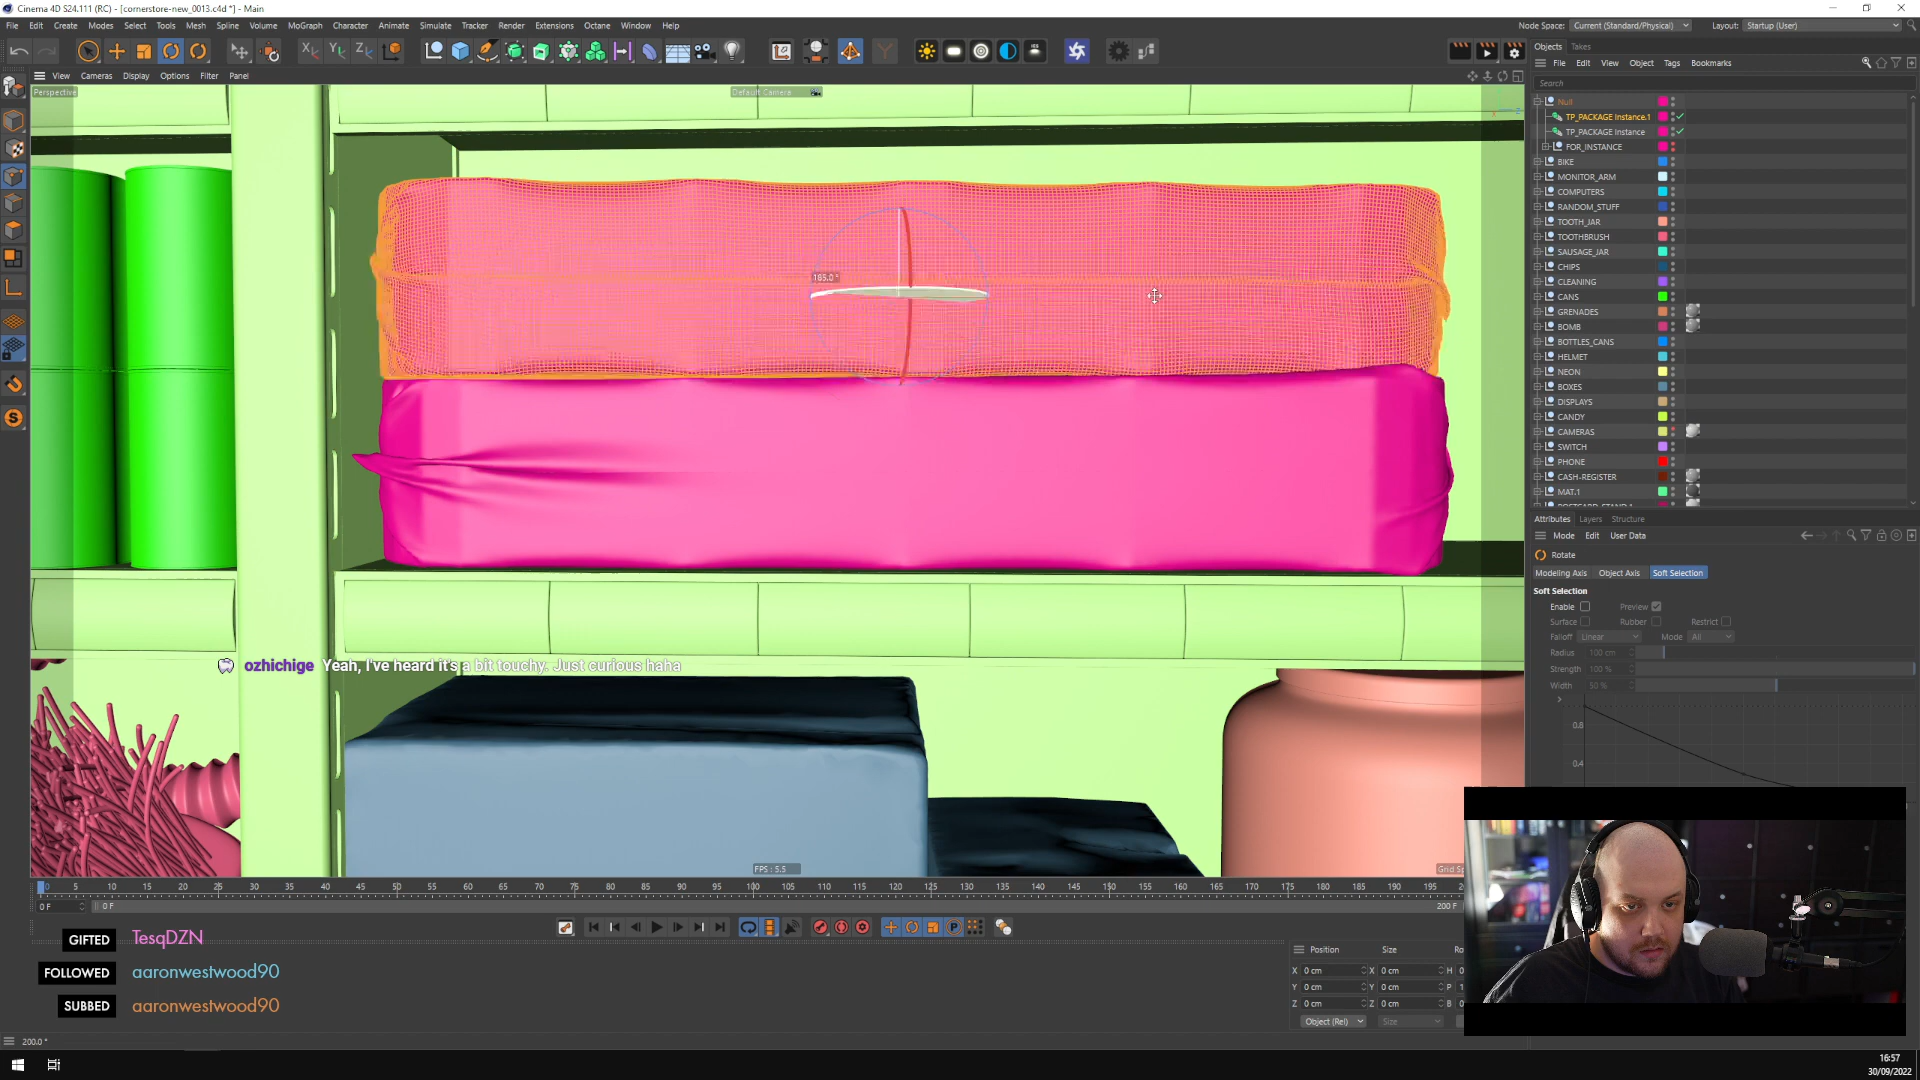 Cinema 4D S24.111 (RC) - [cornerstore-new_0013.c4d *] - Main
File Edit Create Modes Select Tools Mesh Spline Volume MoGraph Character Animate Simulate Tracker Render Extensions Octane Window Help
Node Space: Current (Standard/Physical) Layout: Startup (User)
View Cameras Display Options Filter Panel
Perspective
Default Camera
165.0 °
ozhichige Yeah, I've heard it's a bit touchy. Just curious haha
FPS : 5.5
Grid Sp
0 5 10 15 20 25 30 35 40 45 50 55 60 65 70 75 80 85 90 95 100 105 110 115 120 125 130 135 140 145 150 155 160 165 170 175 180 185 190 195
0 F
0 F
200 F
GIFTED TesqDZN
FOLLOWED aaronwestwood90
SUBBED aaronwestwood90
Position Size Ro
X 0 cm X 0 cm H 0
Y 0 cm Y 0 cm P 1
Z 0 cm Z 0 cm B 0
Object (Rel) Size
200.0 °
Objects Takes
File Edit View Object Tags Bookmarks
Search
Null
TP_PACKAGE Instance.1
TP_PACKAGE Instance
FOR_INSTANCE
BIKE
MONITOR_ARM
COMPUTERS
RANDOM_STUFF
TOOTH_JAR
TOOTHBRUSH
SAUSAGE_JAR
CHIPS
CLEANING
CANS
GRENADES
BOMB
BOTTLES_CANS
HELMET
NEON
BOXES
DISPLAYS
CANDY
CAMERAS
SWITCH
PHONE
CASH-REGISTER
MAT.1
Attributes Layers Structure
Mode Edit User Data
Rotate
Modeling Axis Object Axis Soft Selection
Soft Selection
Enable Preview
Surface Rubber Restrict
Falloff Linear Mode All
Radius 100 cm
Strength 100 %
Width 50 %
0.8
0.4
16:57
30/09/2022